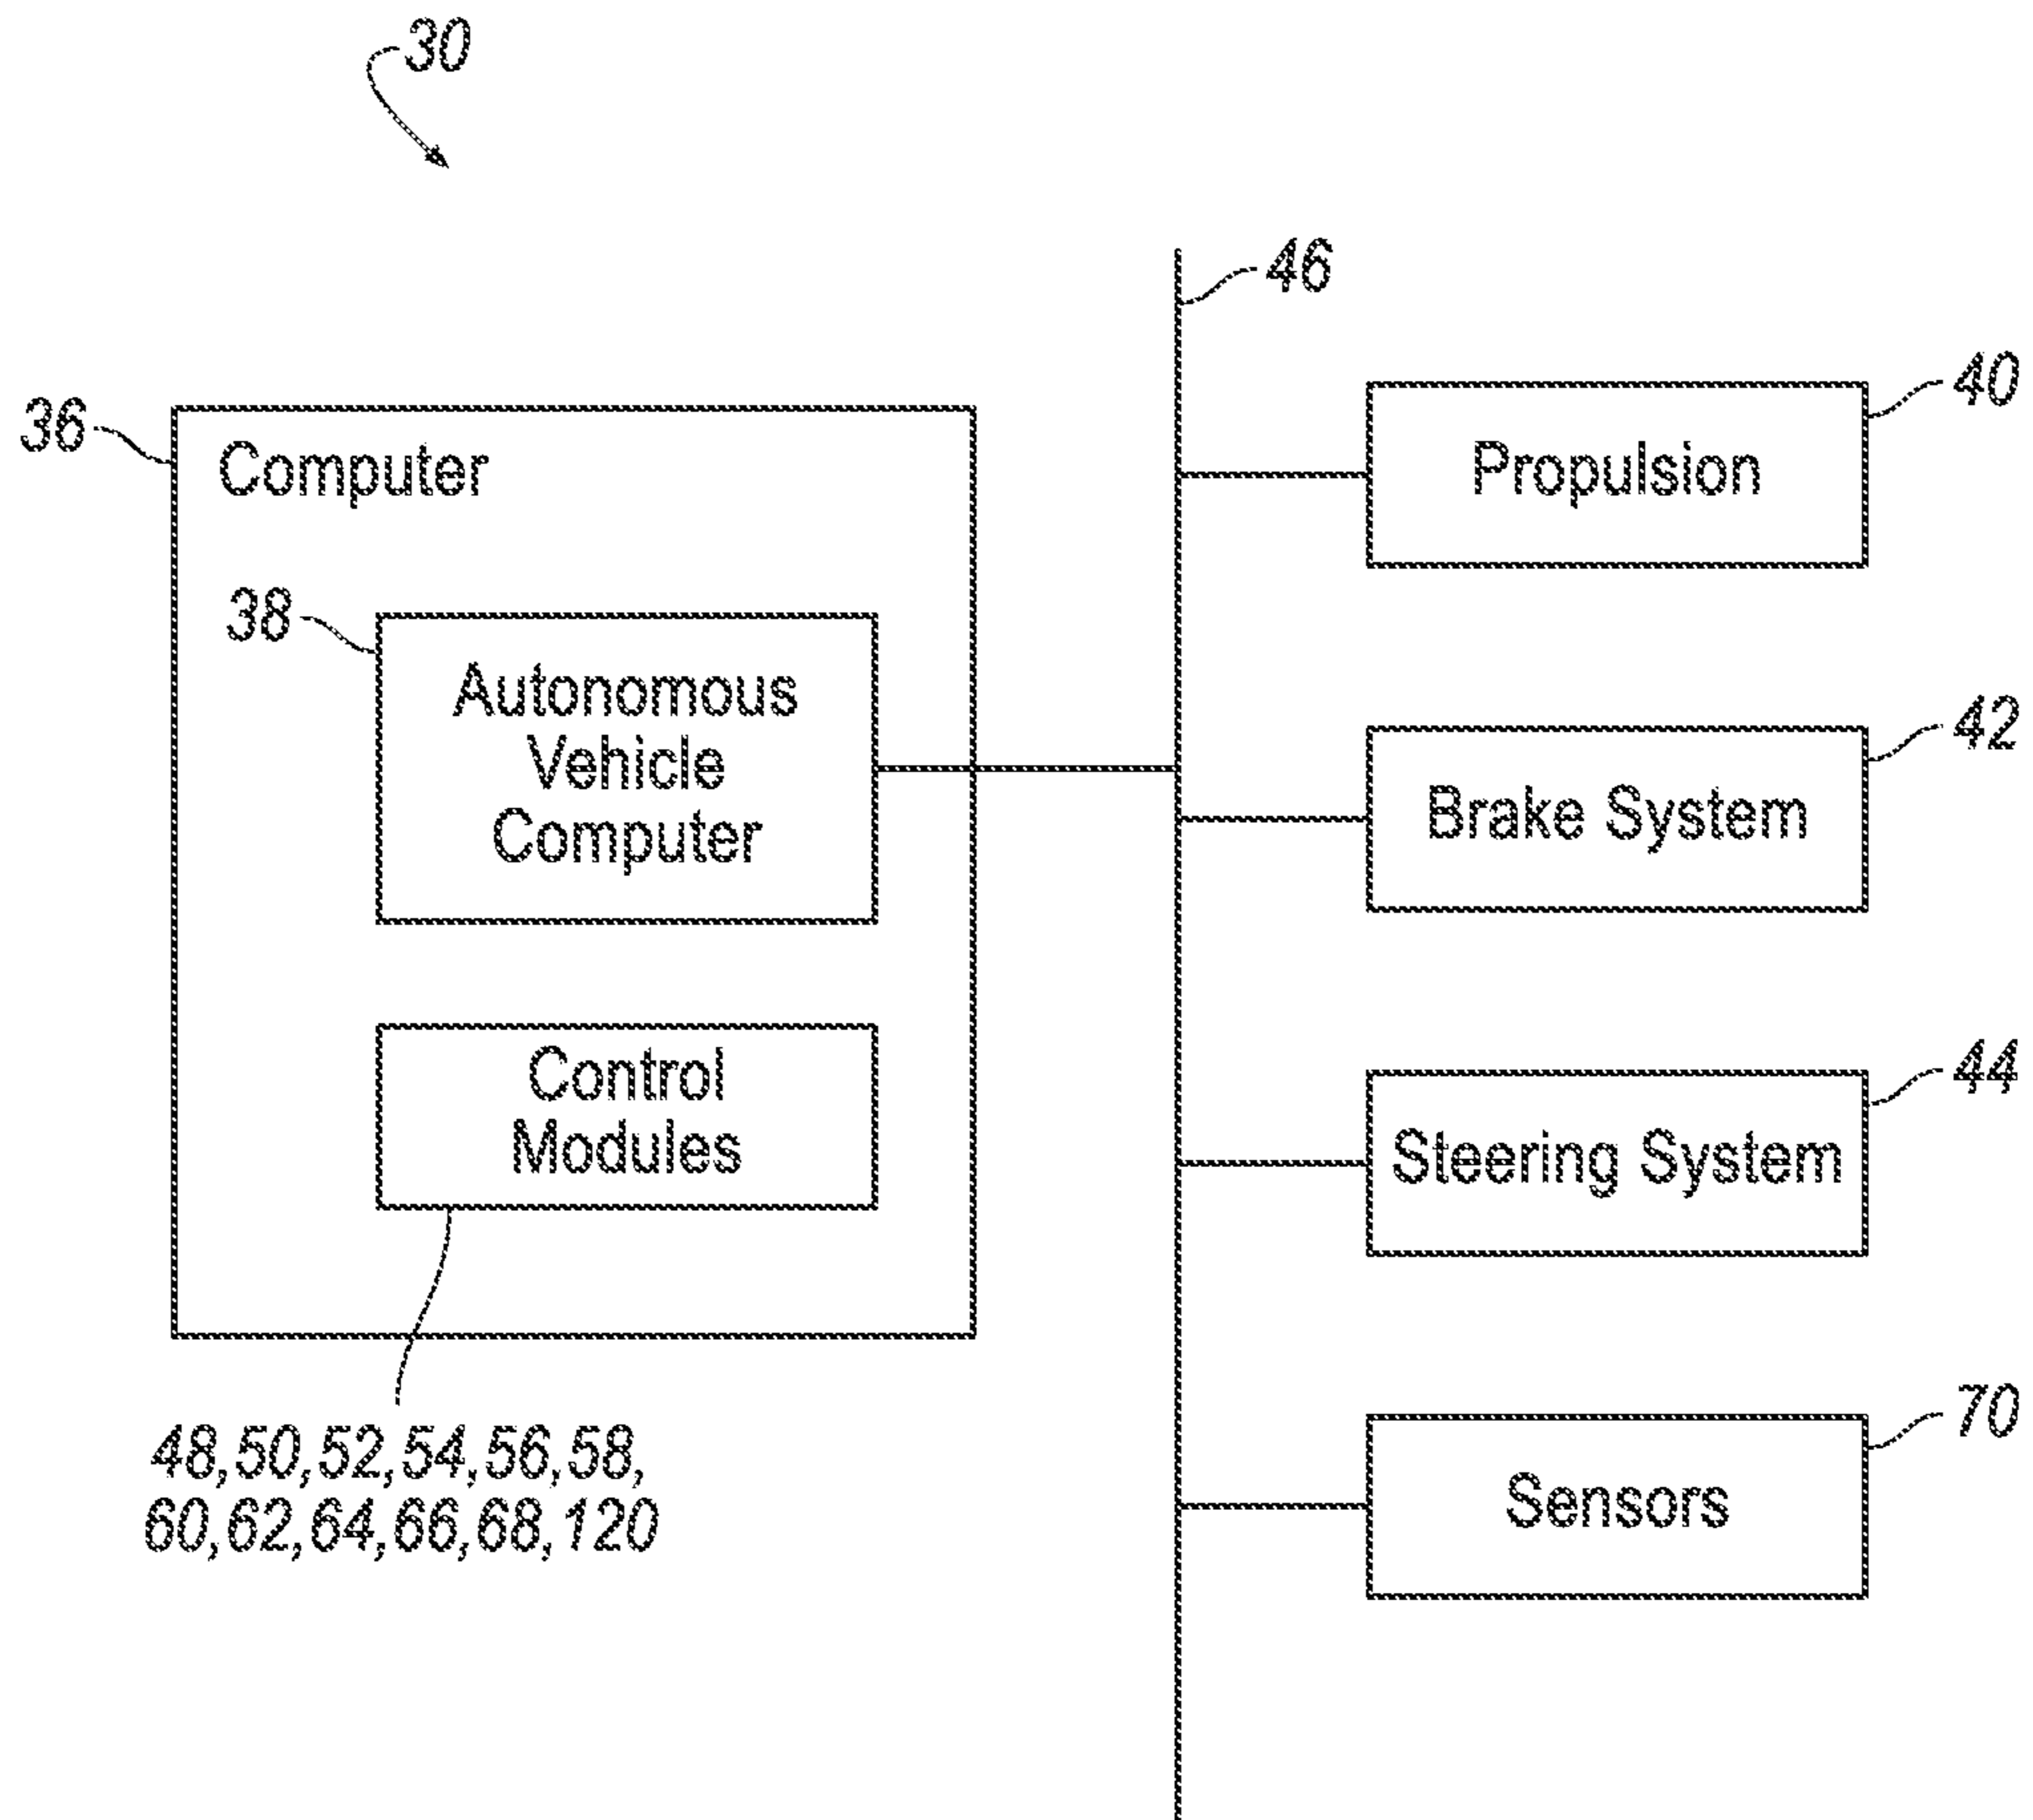 30
46
36
Computer
40
Propulsion
38
Autonomous
Vehicle
Computer
42
Brake System
Control
Modules
44
Steering System
48,50,52,54,56,58,
60,62,64,66,68,120
70
Sensors